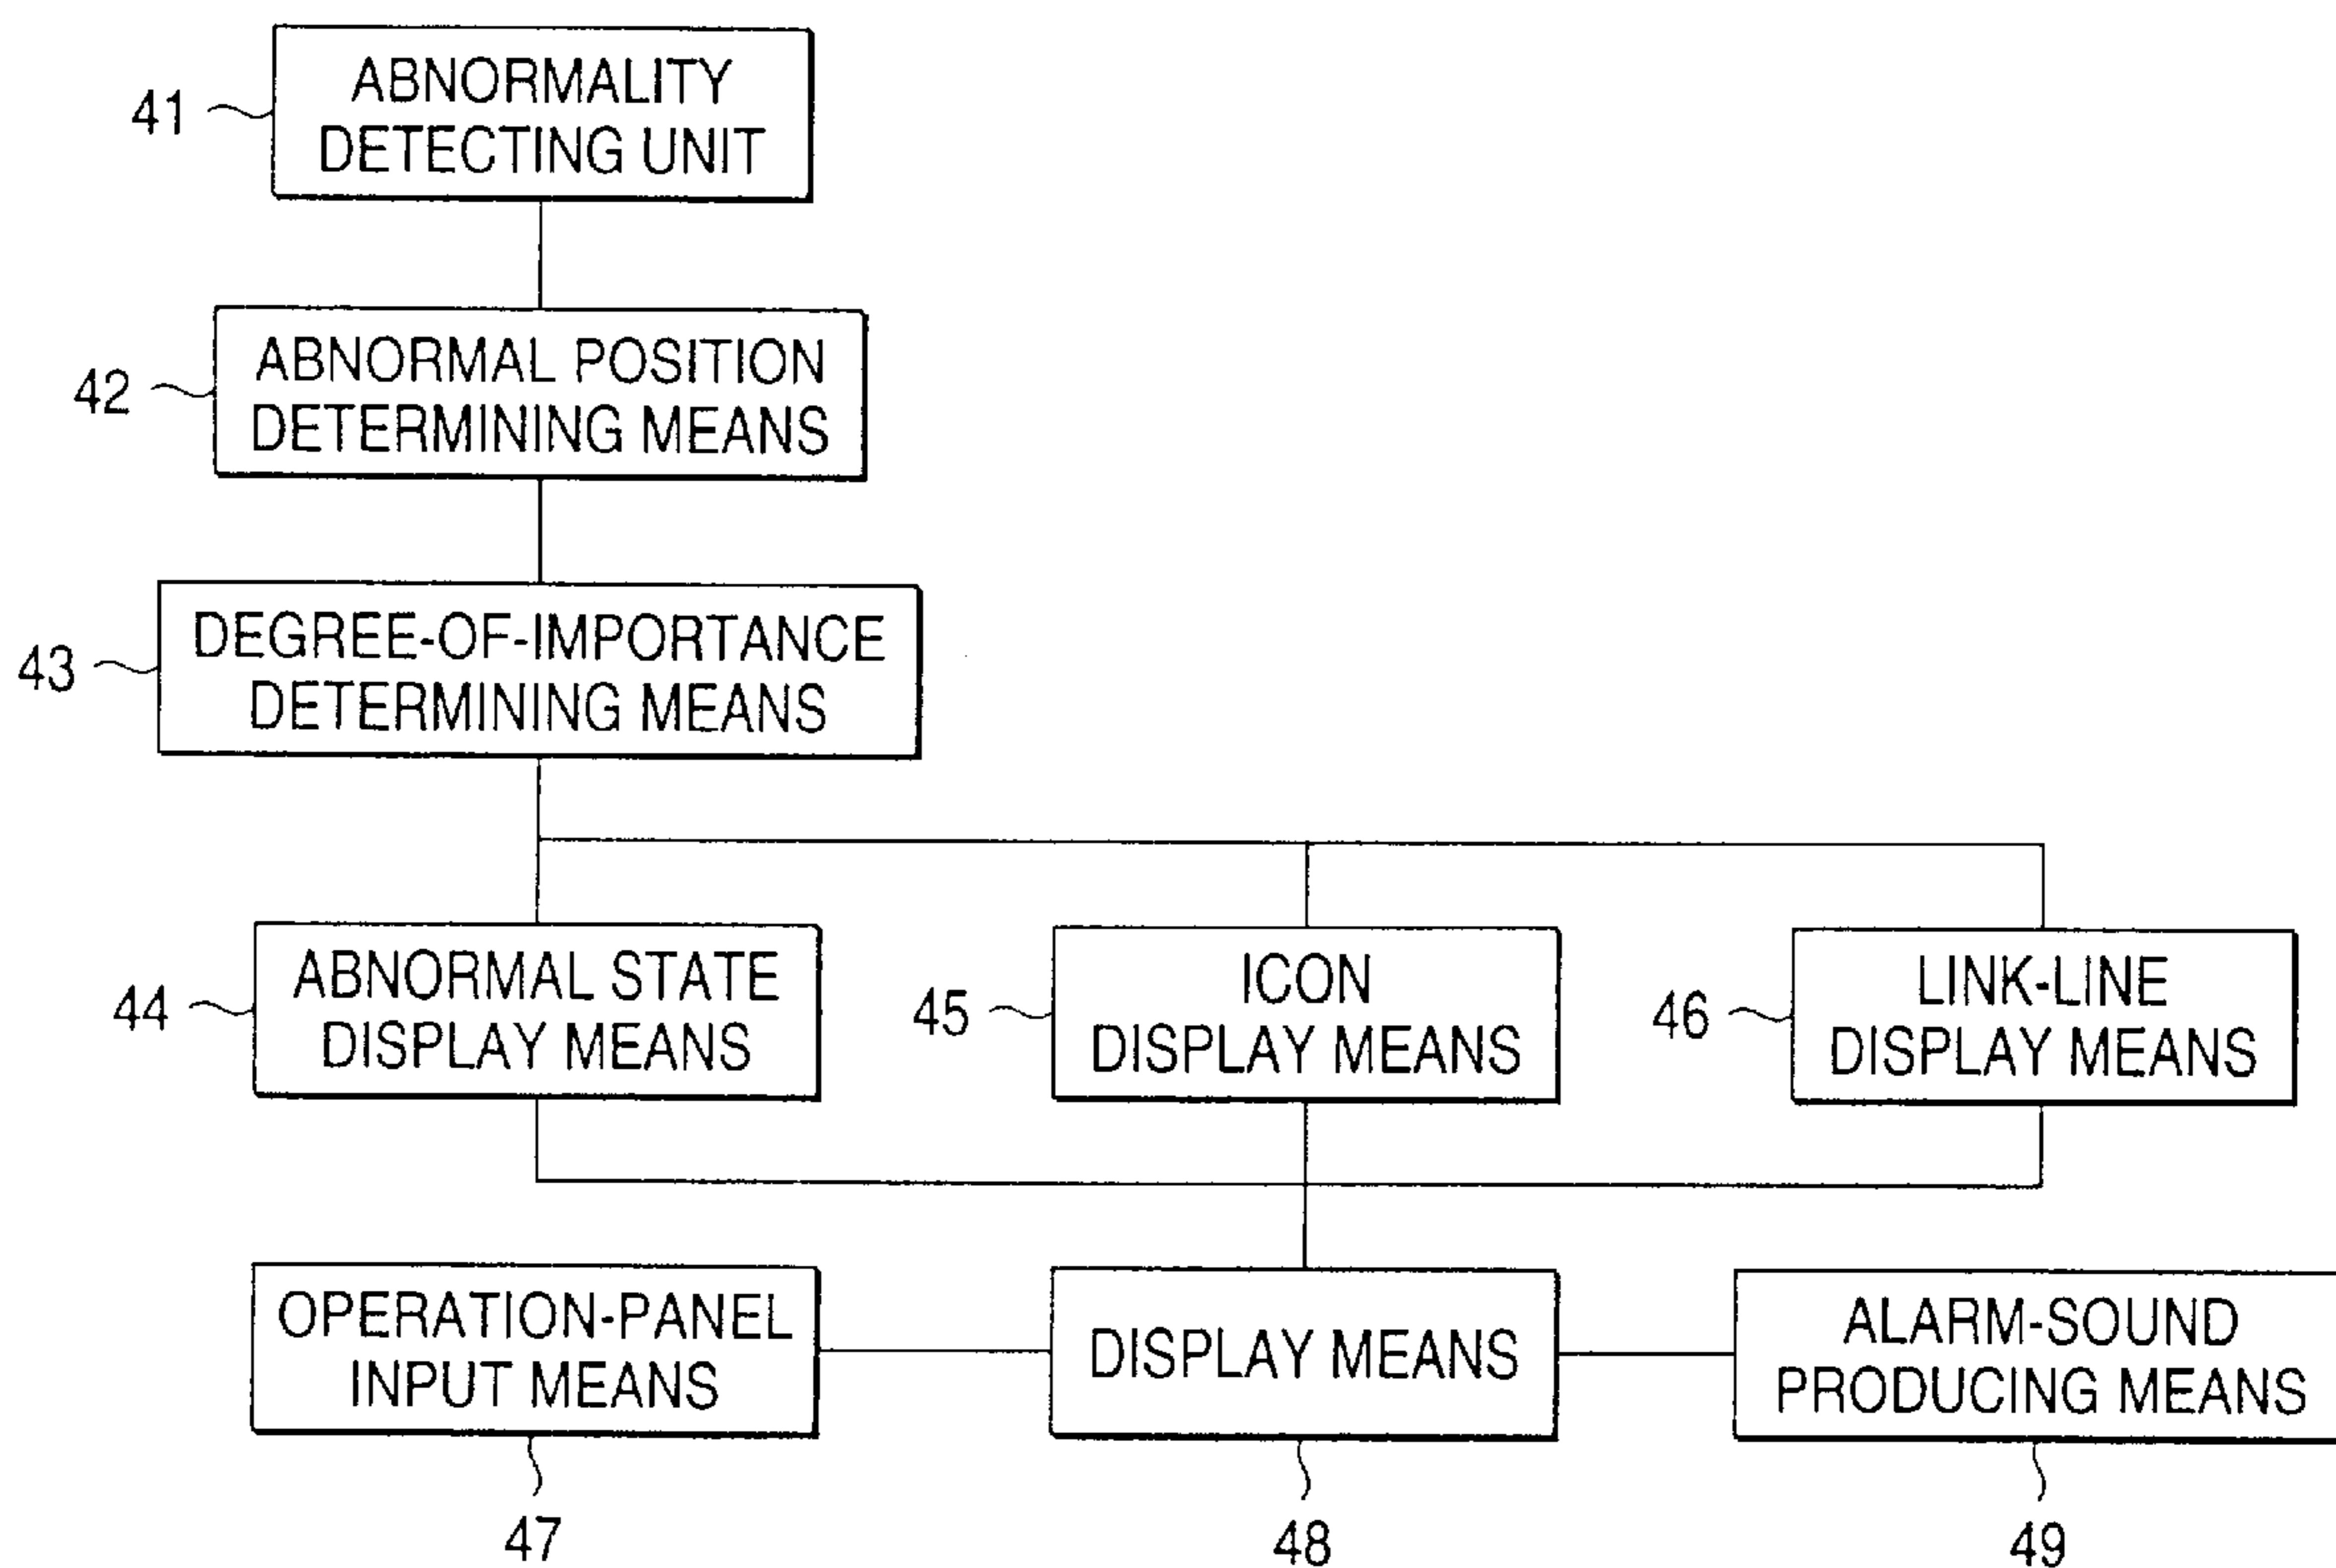 ABNORMALITY
DETECTING UNIT
41
ABNORMAL POSITION
DETERMINING MEANS
42
DEGREE-OF-IMPORTANCE
DETERMINING MEANS
43
ABNORMAL STATE
DISPLAY MEANS
44
ICON
DISPLAY MEANS
45
LINK-LINE
DISPLAY MEANS
46
OPERATION-PANEL
INPUT MEANS
47
DISPLAY MEANS
48
ALARM-SOUND
PRODUCING MEANS
49